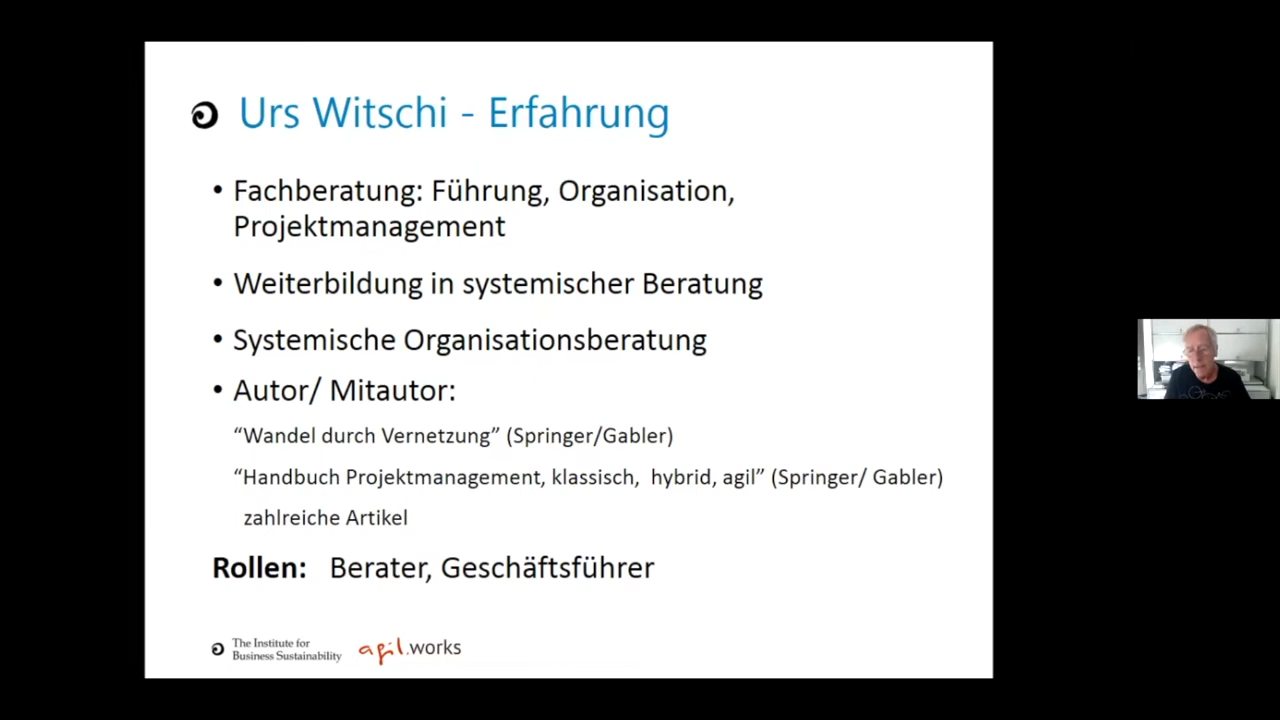 Urs Witschi - Erfahrung
• Fachberatung: Führung, Organisation,
Projektmanagement
• Weiterbildung in systemischer Beratung
• Systemische Organisationsberatung
• Autor/ Mitautor:
“Wandel durch Vernetzung” (Springer/Gabler)
“Handbuch Projektmanagement, klassisch,  hybrid, agil” (Springer/ Gabler)
zahlreiche Artikel
Rollen:   Berater, Geschäftsführer
The Institute for
Business Sustainability
agil.works